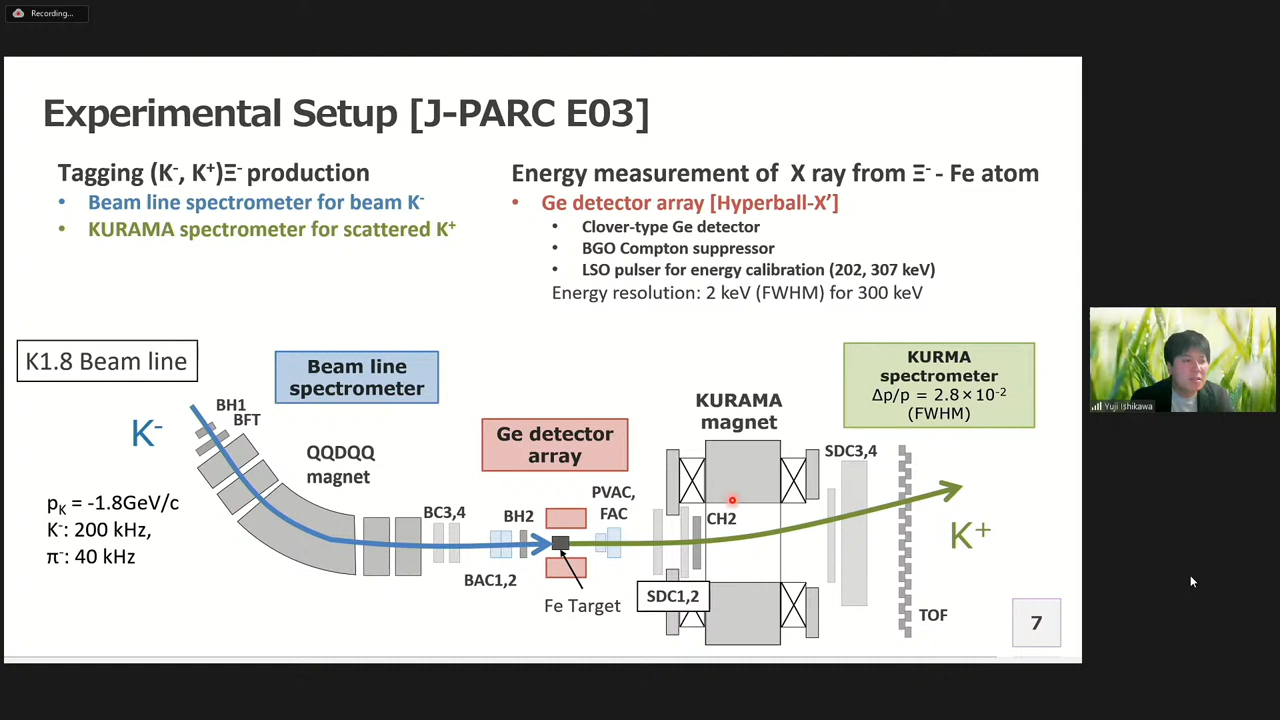 Recording...
Experimental Setup [J-PARC E03]
Tagging (K⁻, K⁺)Ξ⁻ production
• Beam line spectrometer for beam K⁻
• KURAMA spectrometer for scattered K⁺
Energy measurement of X ray from Ξ⁻ - Fe atom
• Ge detector array [Hyperball-X’]
• Clover-type Ge detector
• BGO Compton suppressor
• LSO pulser for energy calibration (202, 307 keV)
Energy resolution: 2 keV (FWHM) for 300 keV
K1.8 Beam line
Beam line
spectrometer
KURMA
spectrometer
Δp/p = 2.8×10⁻²
(FWHM)
KURAMA
magnet
BH1
BFT
K⁻
Ge detector
array
QQDQQ
magnet
SDC3,4
pK = -1.8GeV/c
K⁻: 200 kHz,
π⁻: 40 kHz
BC3,4
BH2
PVAC,
FAC
CH2
K⁺
BAC1,2
Fe Target
SDC1,2
TOF
7
Yuji Ishikawa